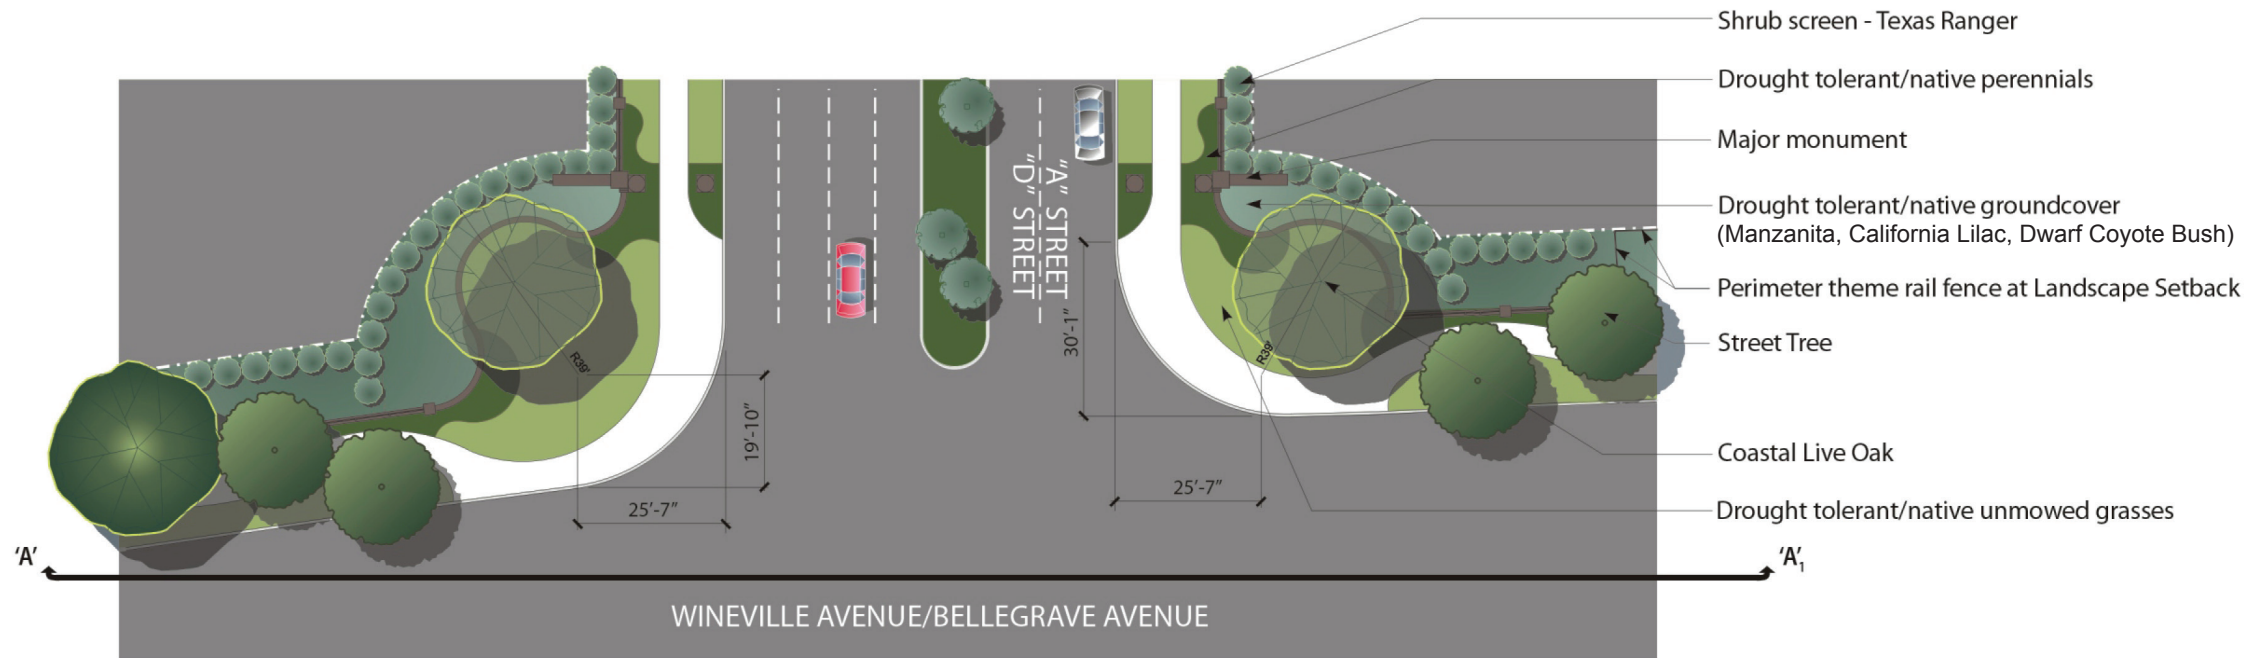 Shrub screen - Texas Ranger
Drought tolerant/native perennials
Major monument
Drought tolerant/native groundcover
(Manzanita, California Lilac, Dwarf Coyote Bush)
Perimeter theme rail fence at Landscape Setback
Street Tree
Coastal Live Oak
Drought tolerant/native unmowed grasses
"A" STREET
"D" STREET
30'-1"
R39'
R39'
19'-10"
25'-7"
25'-7"
'A'
'A'1
WINEVILLE AVENUE/BELLEGRAVE AVENUE